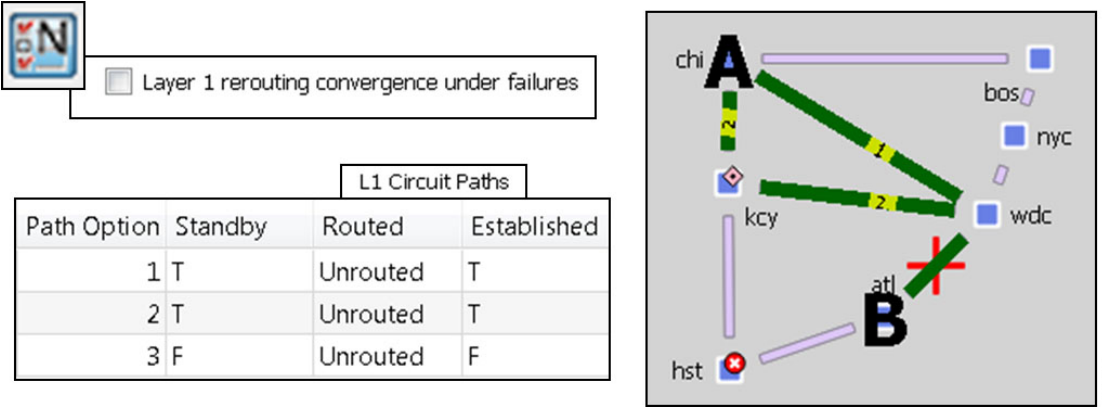 N
Layer 1 rerouting convergence under failures
L1 Circuit Paths
Path Option Standby Routed Established
1 T Unrouted T
2 T Unrouted T
3 F Unrouted F
chi A
bos
nyc
2
1
kcy
2
wdc
atl
B
hst